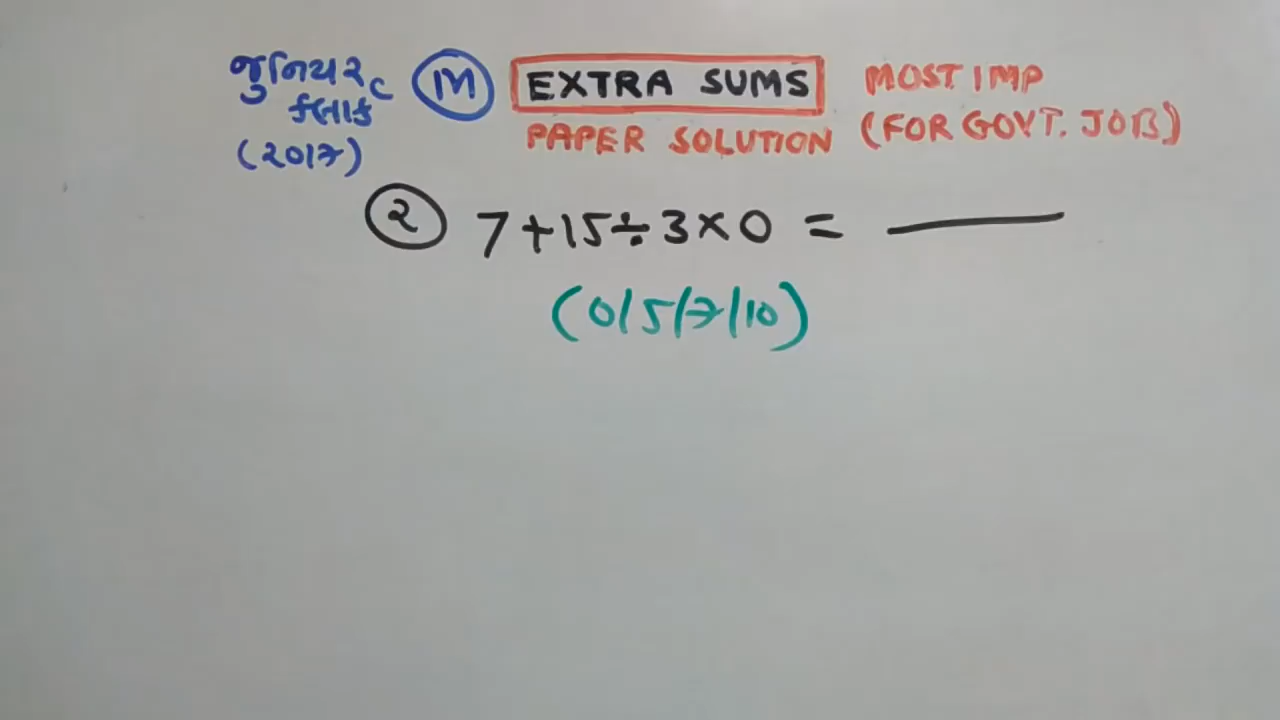 જુનિયર EXTRA SUMS MOST IMP
ક્લાર્ક 1M PAPER SOLUTION (FOR GOVT. JOB)
(2017)
૨ 7+15÷3×0 = ———
(0/5/7/10)